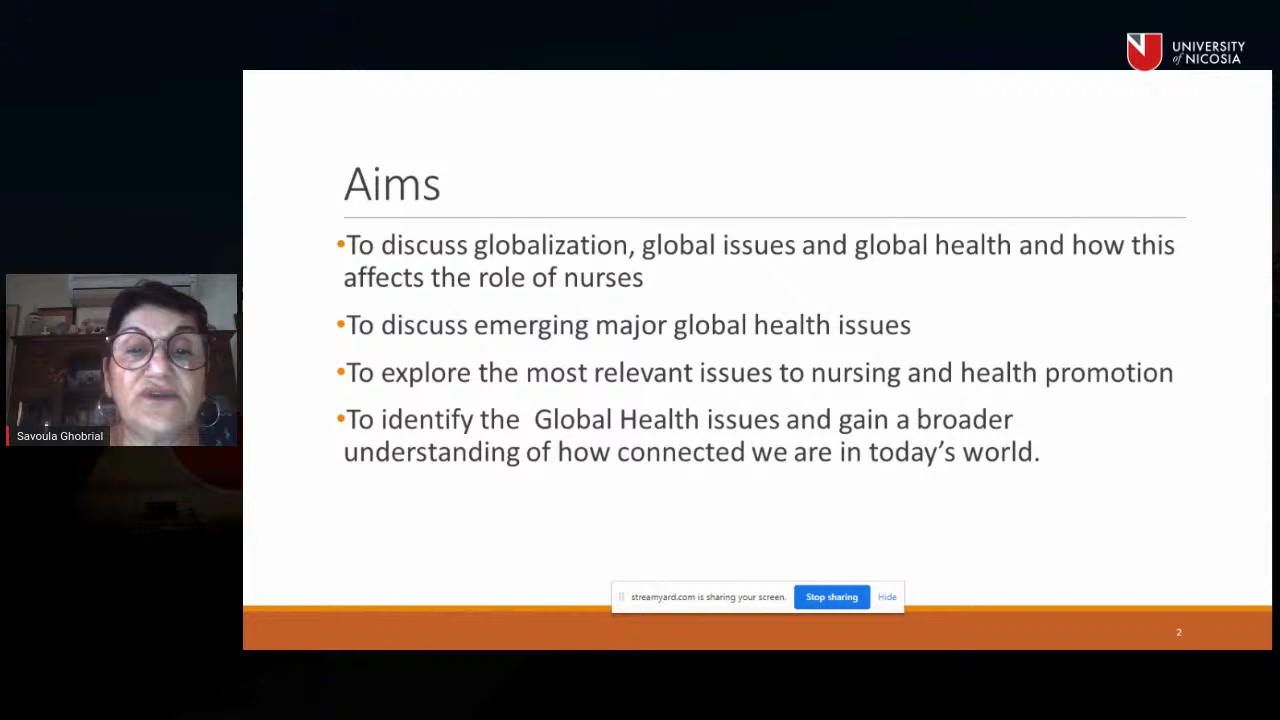 UNIVERSITY
of NICOSIA
Aims
•To discuss globalization, global issues and global health and how this
affects the role of nurses
•To discuss emerging major global health issues
•To explore the most relevant issues to nursing and health promotion
•To identify the  Global Health issues and gain a broader
understanding of how connected we are in today’s world.
Savoula Ghobrial
streamyard.com is sharing your screen. Stop sharing Hide
2